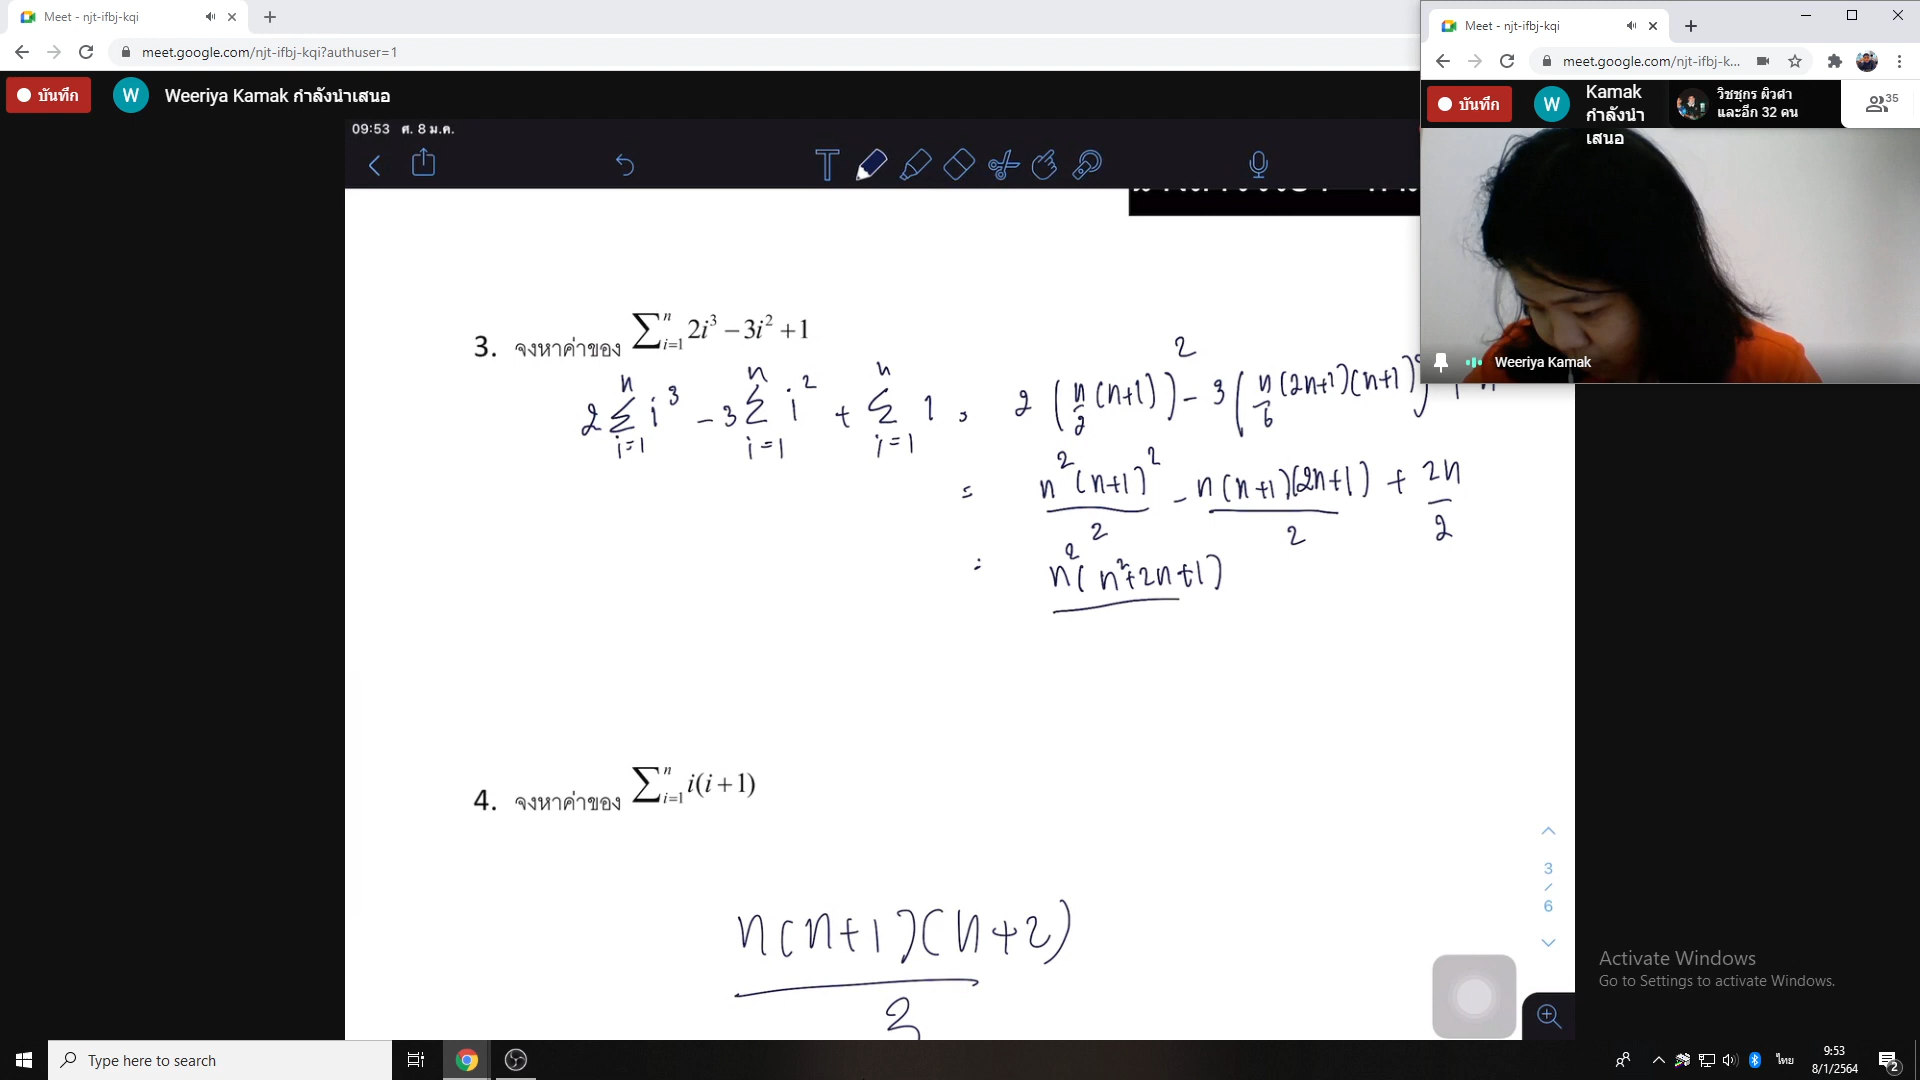 Meet - njt-ifbj-kqi
meet.google.com/njt-ifbj-kqi?authuser=1
บันทึก
W
Weeriya Kamak กำลังนำเสนอ
Meet - njt-ifbj-kqi
meet.google.com/njt-ifbj-k...
บันทึก
W
Kamak
กำลังนำ
เสนอ
วิชชุกร ผิวดำ
และอีก 32 คน
35
Weeriya Kamak
09:53 ศ. 8 ม.ค.
T
3. จงหาค่าของ ∑ⁿᵢ₌₁ 2i³ − 3i² + 1
2 ∑ⁿᵢ₌₁ i³ − 3 ∑ⁿᵢ₌₁ i² + ∑ⁿᵢ₌₁ 1 = 2 (n/2 (n+1))² − 3 (n/6 (2n+1)(n+1))
= n²(n+1)²/2 − n(n+1)(2n+1)/2 + 2n/2
= n²(n²+2n+1)/2
4. จงหาค่าของ ∑ⁿᵢ₌₁ i(i+1)
n(n+1)(n+2)
3
3
/
6
Activate Windows
Go to Settings to activate Windows.
Type here to search
ไทย
9:53
8/1/2564
2